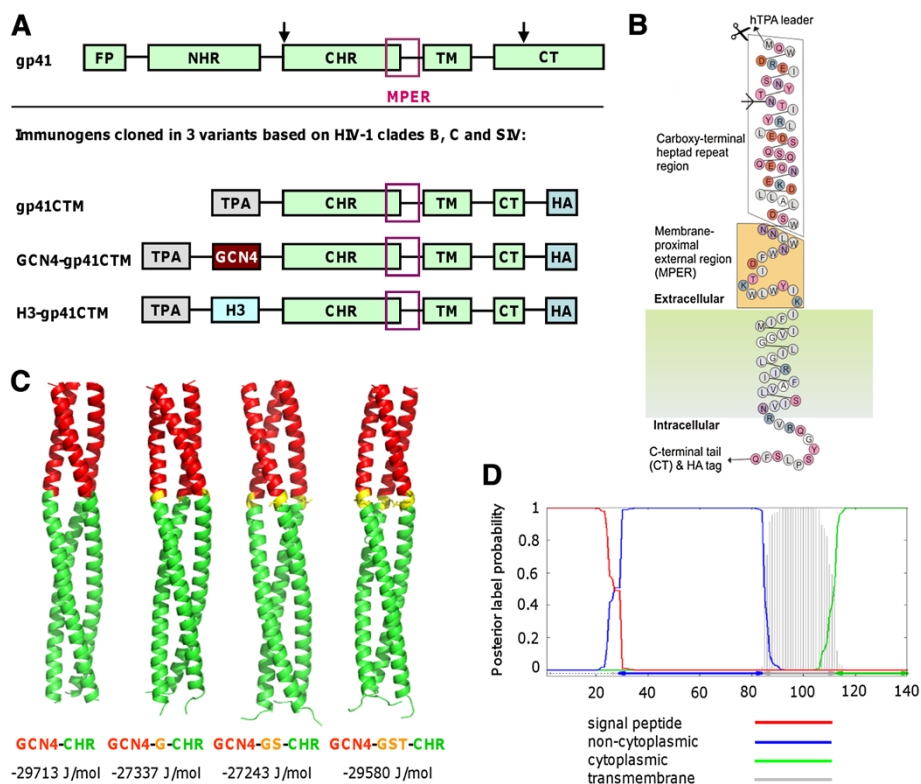 A
gp41
FP NHR CHR TM CT
MPER
Immunogens cloned in 3 variants based on HIV-1 clades B, C and SIV:
gp41CTM
TPA CHR TM CT HA
GCN4-gp41CTM
TPA GCN4 CHR TM CT HA
H3-gp41CTM
TPA H3 CHR TM CT HA
B
hTPA leader
Carboxy-terminal
heptad repeat
region
Membrane-
proximal
external region
(MPER)
Extracellular
Intracellular
C-terminal tail
(CT) & HA tag
M Q W
D R E I
S N Y
T N T I
Y R L
L E D S
Q S Q
Q E Q N
E K D
L L A L
D S W
N N L W
D F W N
T I
K W L W Y I
K
M I F I
G G V I
L G L I
I I R
L V A F
N V I S
R V R Q
G
Y
Q F S L P S
C
GCN4-CHR
-29713 J/mol
GCN4-G-CHR
-27337 J/mol
GCN4-GS-CHR
-27243 J/mol
GCN4-GST-CHR
-29580 J/mol
D
Posterior label probability
1
0.8
0.6
0.4
0.2
0
20 40 60 80 100 120 140
signal peptide
non-cytoplasmic
cytoplasmic
transmembrane